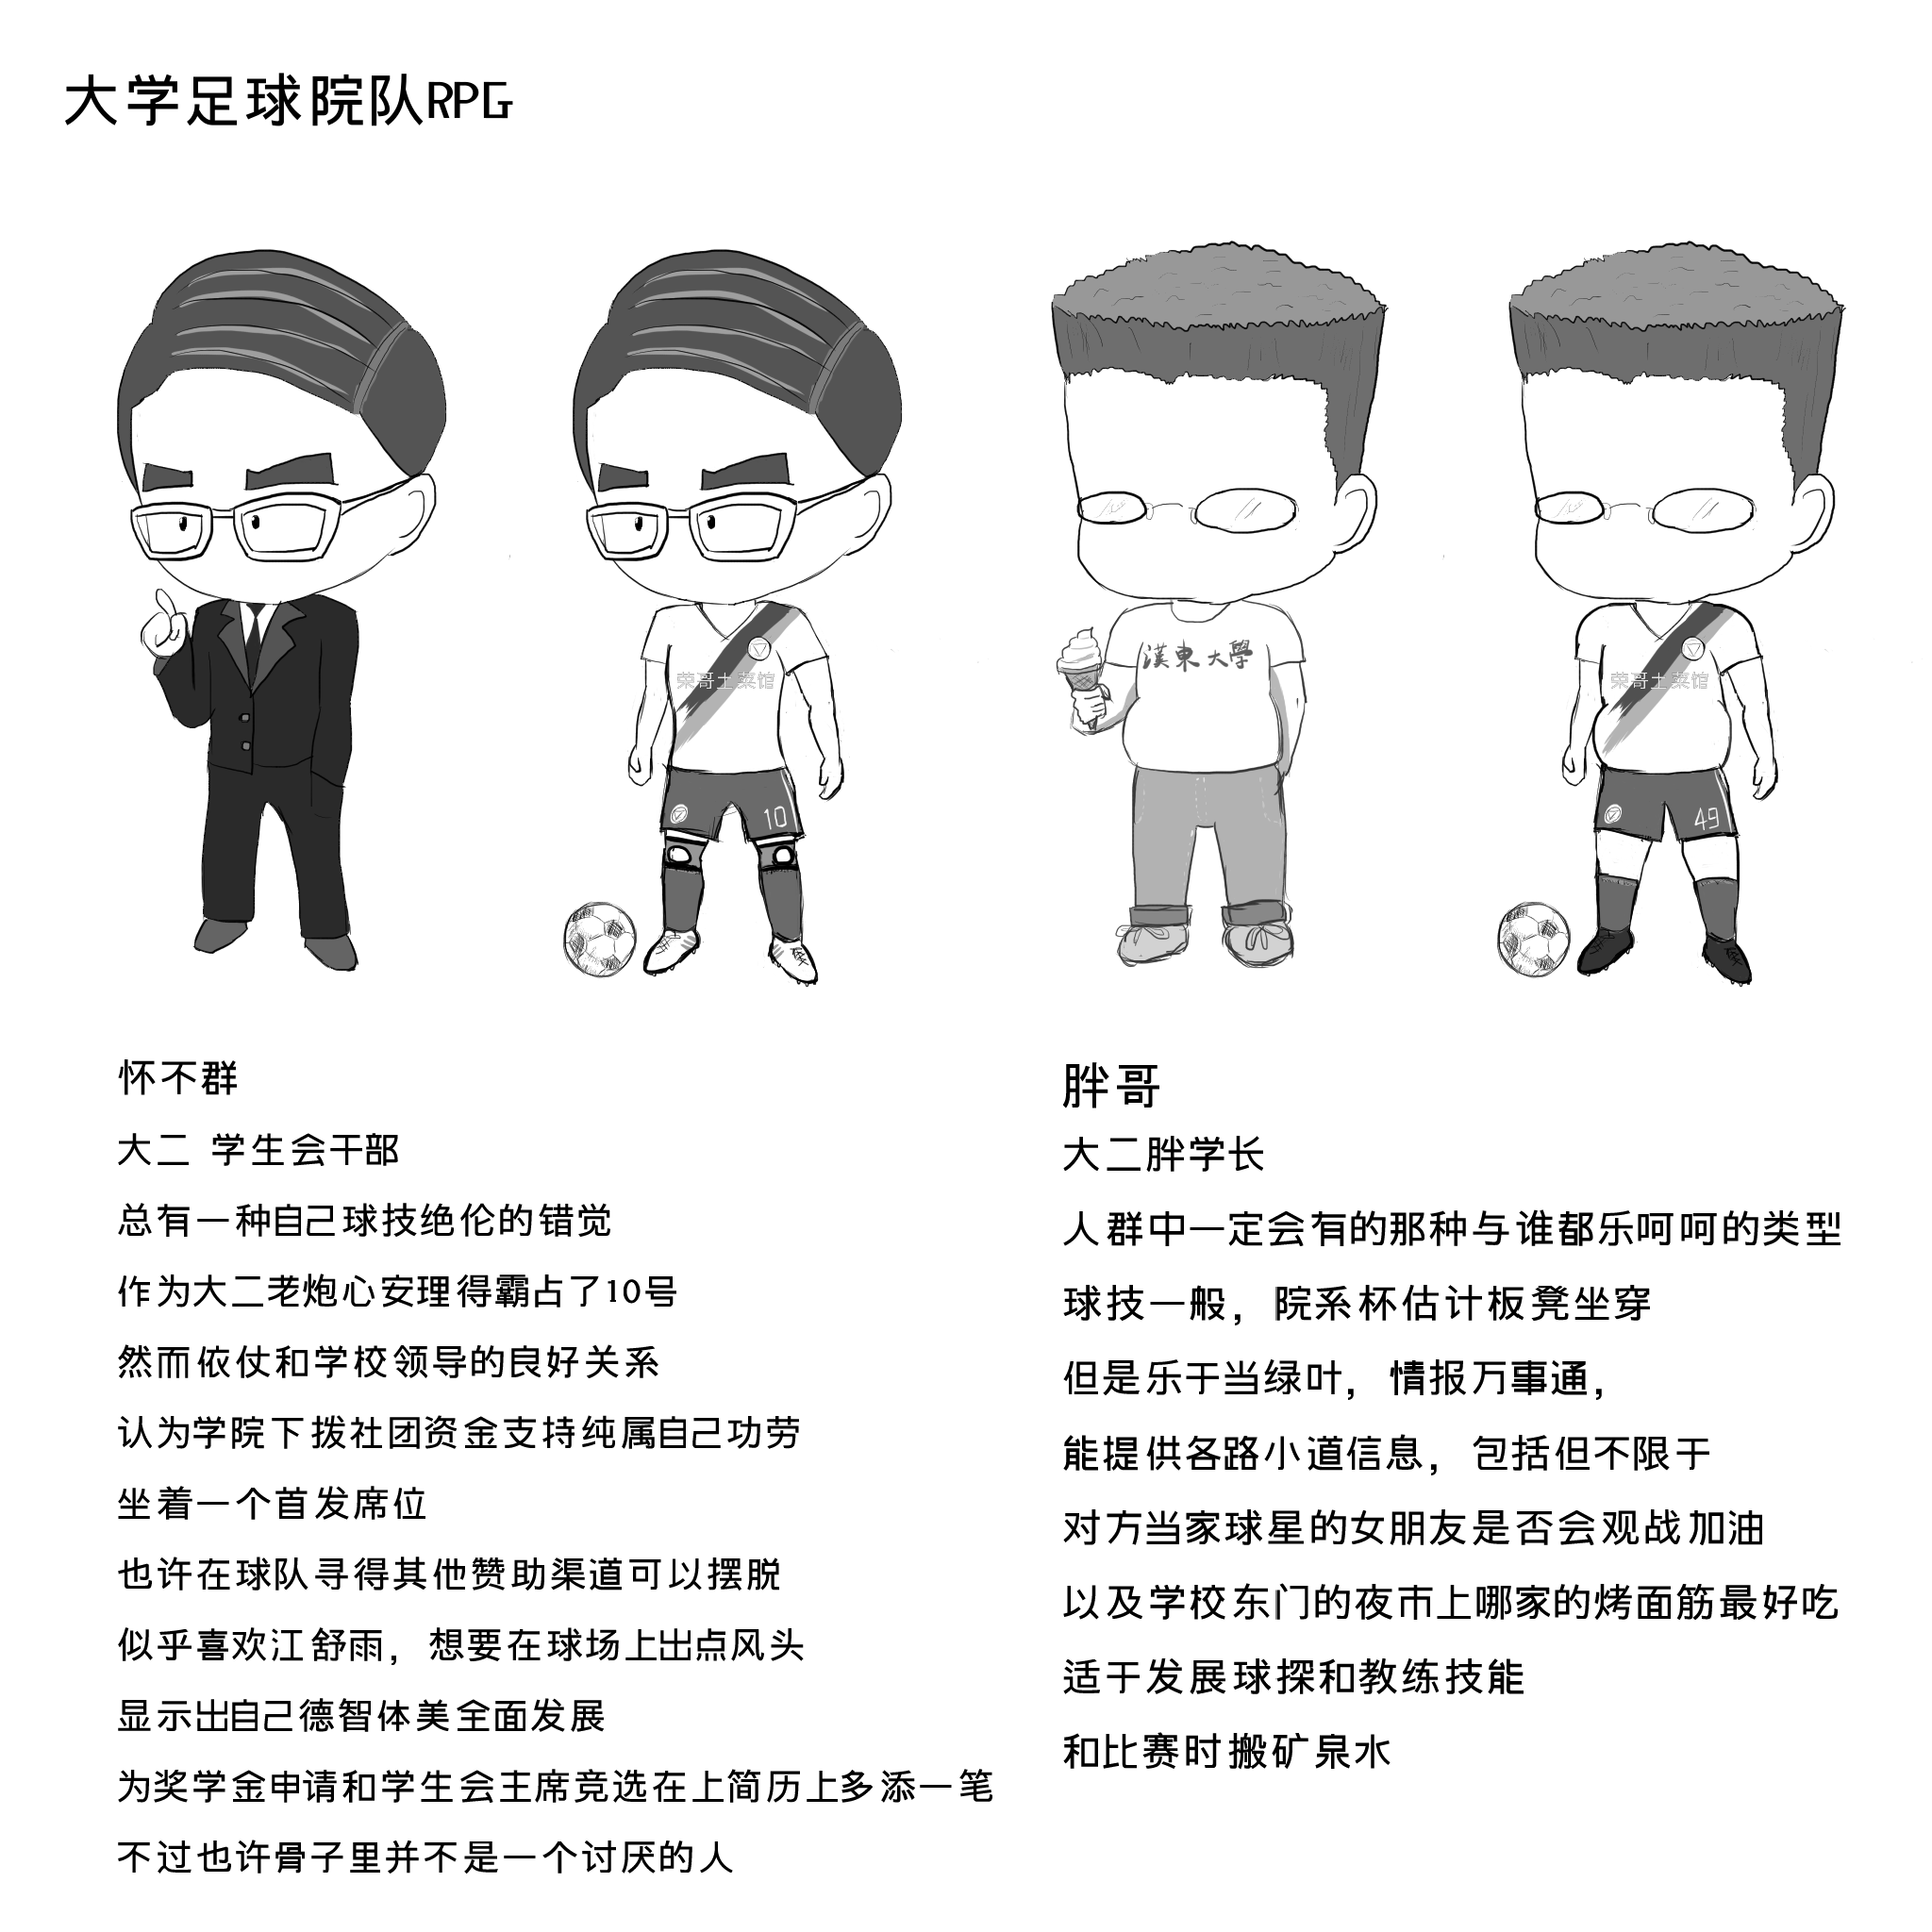 大学足球院队RPG
荣哥土菜馆
10
漢東大學
荣哥土菜馆
49
怀不群
大二 学生会干部
总有一种自己球技绝伦的错觉
作为大二老炮心安理得霸占了10号
然而依仗和学校领导的良好关系
认为学院下拨社团资金支持纯属自己功劳
坐着一个首发席位
也许在球队寻得其他赞助渠道可以摆脱
似乎喜欢江舒雨，想要在球场上出点风头
显示出自己德智体美全面发展
为奖学金申请和学生会主席竞选在上简历上多添一笔
不过也许骨子里并不是一个讨厌的人
胖哥
大二胖学长
人群中一定会有的那种与谁都乐呵呵的类型
球技一般，院系杯估计板凳坐穿
但是乐于当绿叶，情报万事通，
能提供各路小道信息，包括但不限于
对方当家球星的女朋友是否会观战加油
以及学校东门的夜市上哪家的烤面筋最好吃
适于发展球探和教练技能
和比赛时搬矿泉水